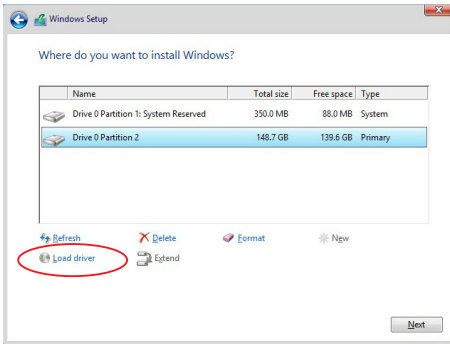 Windows Setup
Where do you want to install Windows?
Name Total size Free space Type
Drive 0 Partition 1: System Reserved 350.0 MB 88.0 MB System
Drive 0 Partition 2 148.7 GB 139.6 GB Primary
Refresh Delete Format New
Load driver Extend
Next